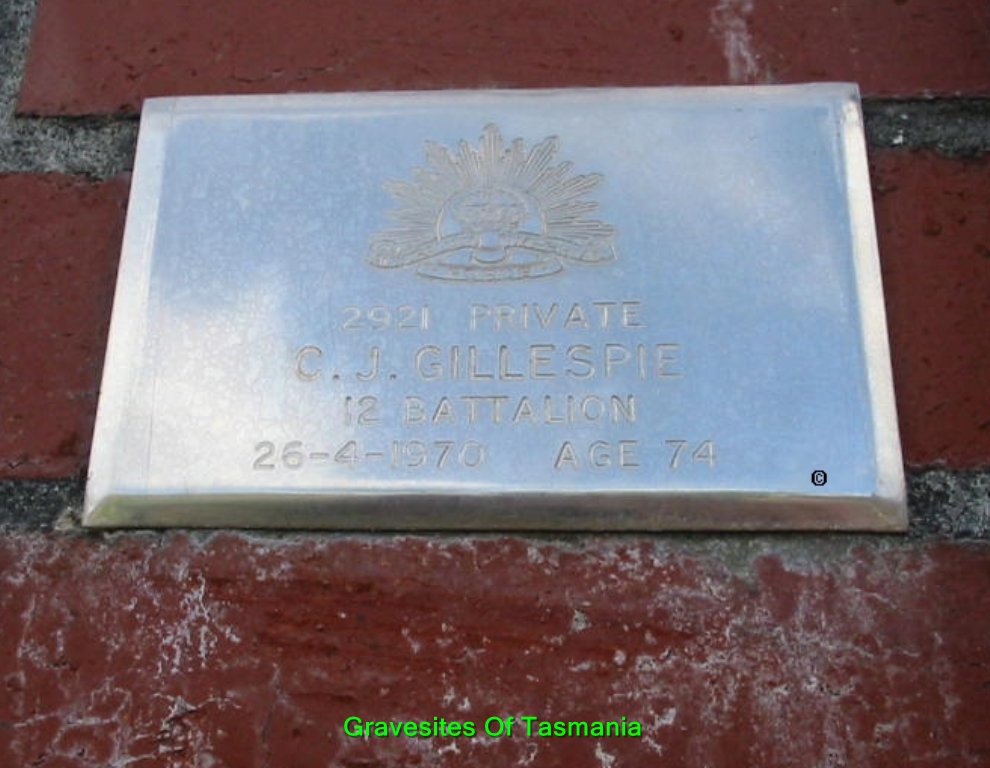 2921 PRIVATE
C. J. GILLESPIE
12 BATTALION
26-4-1970 AGE 74
©
Gravesites Of Tasmania